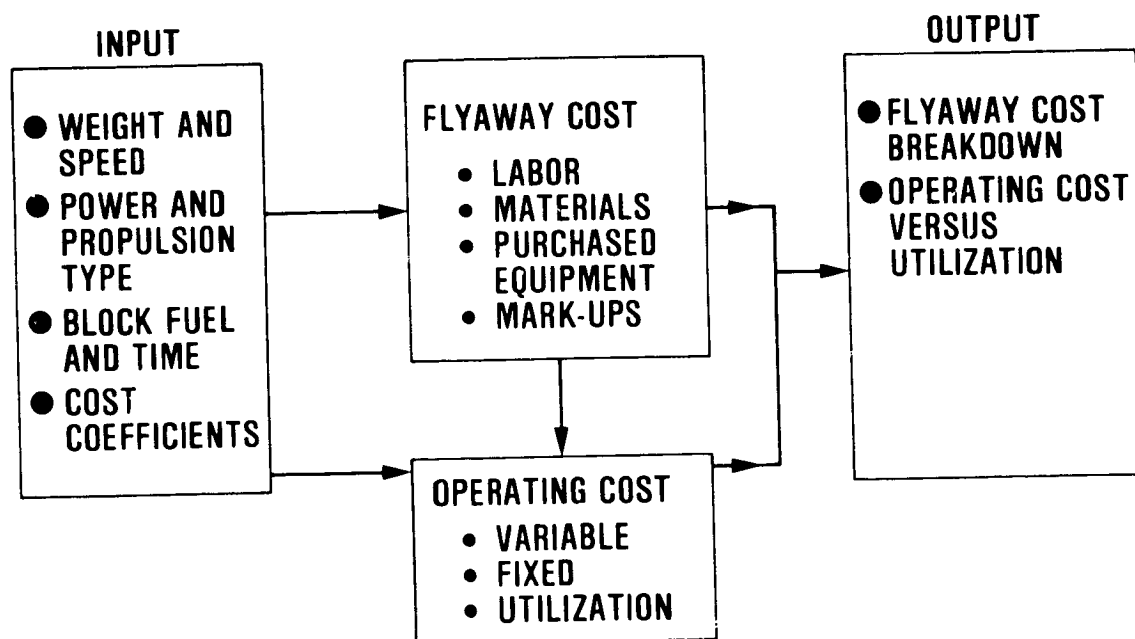 INPUT
● WEIGHT AND
SPEED
● POWER AND
PROPULSION
TYPE
● BLOCK FUEL
AND TIME
● COST
COEFFICIENTS
FLYAWAY COST
• LABOR
• MATERIALS
• PURCHASED
EQUIPMENT
• MARK-UPS
OPERATING COST
• VARIABLE
• FIXED
• UTILIZATION
OUTPUT
● FLYAWAY COST
BREAKDOWN
● OPERATING COST
VERSUS
UTILIZATION